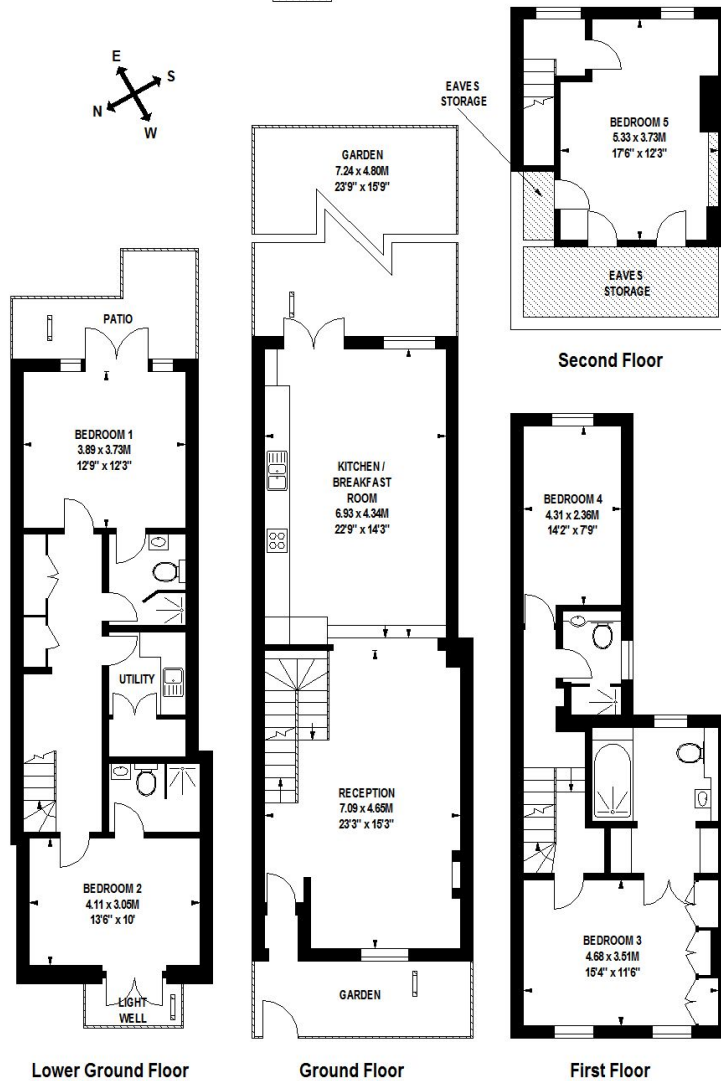 E
S
N
W
EAVES
STORAGE
BEDROOM 5
5.33 x 3.73M
17'6" x 12'3"
EAVES
STORAGE
Second Floor
GARDEN
7.24 x 4.80M
23'9" x 15'9"
PATIO
BEDROOM 1
3.89 x 3.73M
12'9" x 12'3"
UTILITY
BEDROOM 2
4.11 x 3.05M
13'6" x 10'
LIGHT
WELL
Lower Ground Floor
KITCHEN /
BREAKFAST
ROOM
6.93 x 4.34M
22'9" x 14'3"
RECEPTION
7.09 x 4.65M
23'3" x 15'3"
GARDEN
Ground Floor
BEDROOM 4
4.31 x 2.36M
14'2" x 7'9"
BEDROOM 3
4.68 x 3.51M
15'4" x 11'6"
First Floor